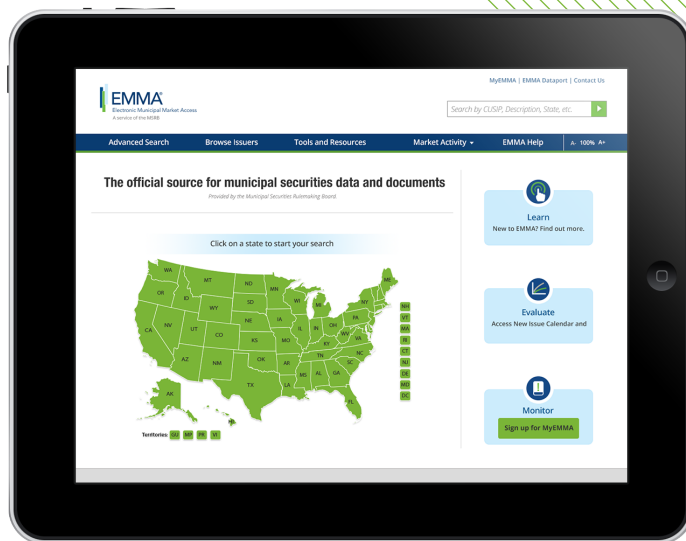 MyEMMA | EMMA Dataport | Contact Us
EMMA®
Electronic Municipal Market Access
A service of the MSRB
Search by CUSIP, Description, State, etc.
Advanced Search Browse Issuers Tools and Resources Market Activity EMMA Help A- 100% A+
The official source for municipal securities data and documents
Provided by the Municipal Securities Rulemaking Board.
Click on a state to start your search
WA
MT
ND
MN
ME
OR
ID
WY
SD
WI
MI
NY
NH
VT
MA
RI
CT
NJ
DE
MD
DC
CA
NV
UT
CO
NE
KS
IA
MO
IL
IN
OH
PA
WV
VA
KY
NC
TN
SC
AZ
NM
OK
AR
TX
LA
MS
AL
GA
FL
AK
HI
Territories: GU MP PR VI
Learn
New to EMMA? Find out more.
Evaluate
Access New Issue Calendar and
Monitor
Sign up for MyEMMA